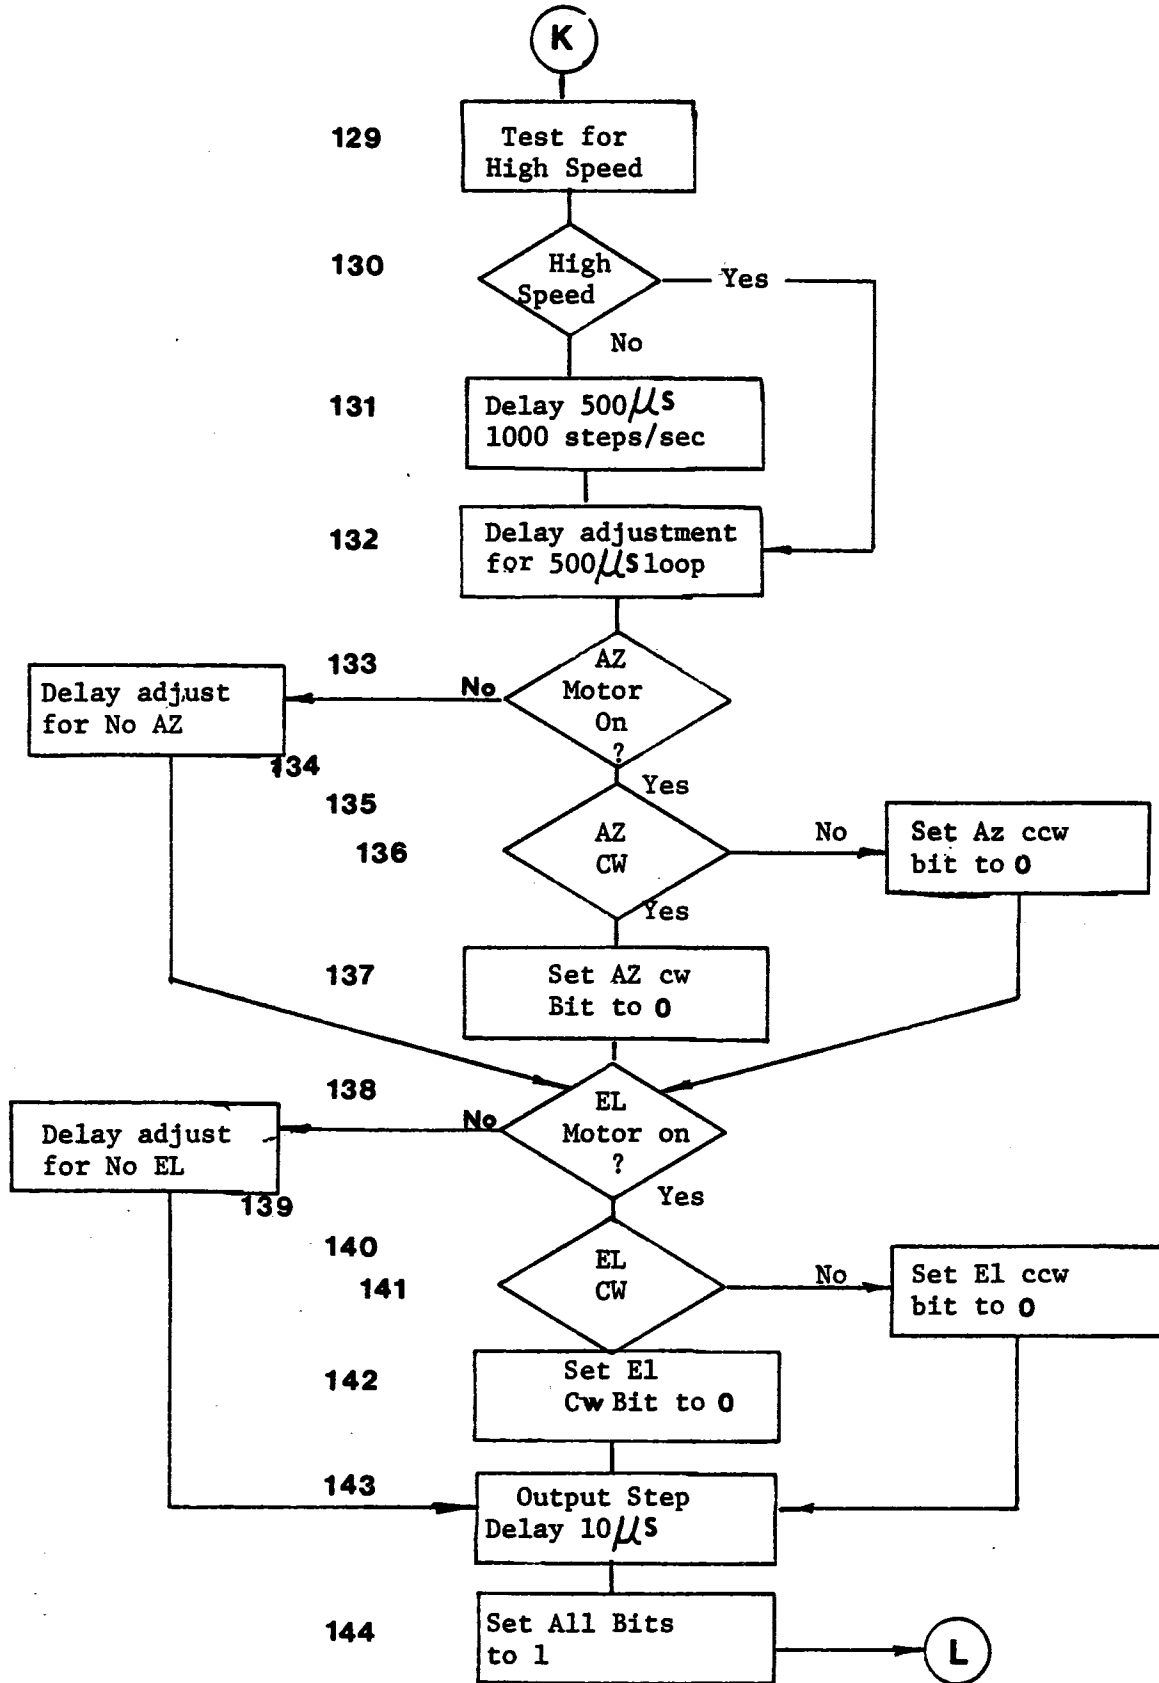 K
129
Test for
High Speed
130
High
Speed
Yes
No
131
Delay 500μs
1000 steps/sec
132
Delay adjustment
for 500μs loop
133
AZ
Motor
On
?
No
Delay adjust
for No AZ
134
Yes
135
136
AZ
CW
No
Set Az ccw
bit to 0
Yes
137
Set AZ cw
Bit to 0
138
EL
Motor on
?
No
Delay adjust
for No EL
139
Yes
140
141
EL
CW
No
Set El ccw
bit to 0
142
Set El
Cw Bit to 0
143
Output Step
Delay 10μs
144
Set All Bits
to 1
L